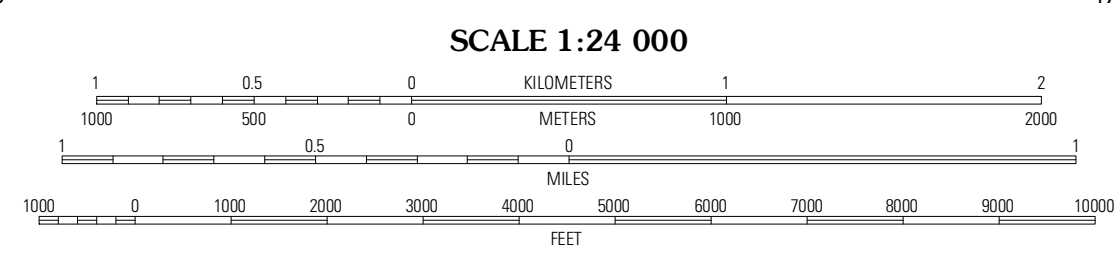 SCALE 1:24 000
1 0.5 0 KILOMETERS 1 2
1000 500 0 METERS 1000 2000
1 0.5 0 1
MILES
1000 0 1000 2000 3000 4000 5000 6000 7000 8000 9000 10000
FEET